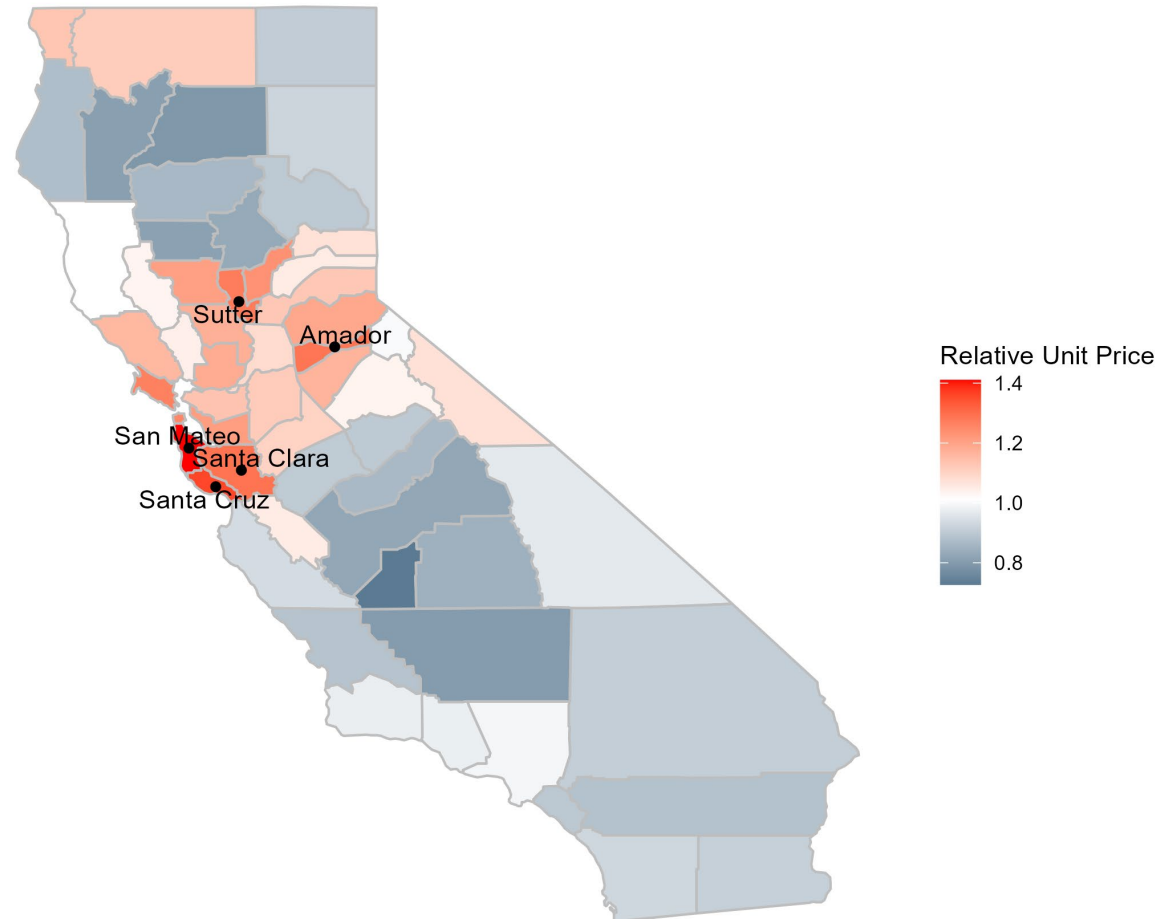 Sutter
Amador
San Mateo
Santa Clara
Santa Cruz
Relative Unit Price
1.4
1.2
1.0
0.8